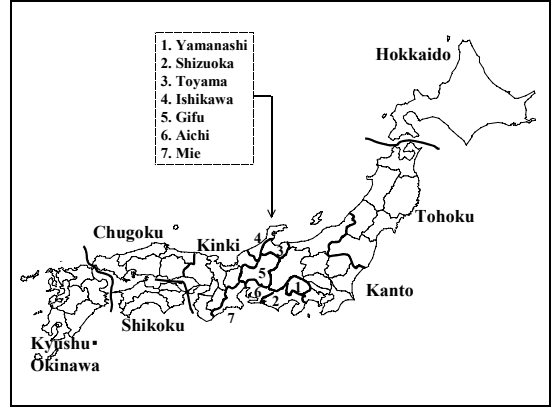 1. Yamanashi
2. Shizuoka
3. Toyama
4. Ishikawa
5. Gifu
6. Aichi
7. Mie
Hokkaido
Tohoku
Chugoku
Kinki
4
3
5
Kanto
1
6
2
7
Shikoku
Kyushu・
Okinawa